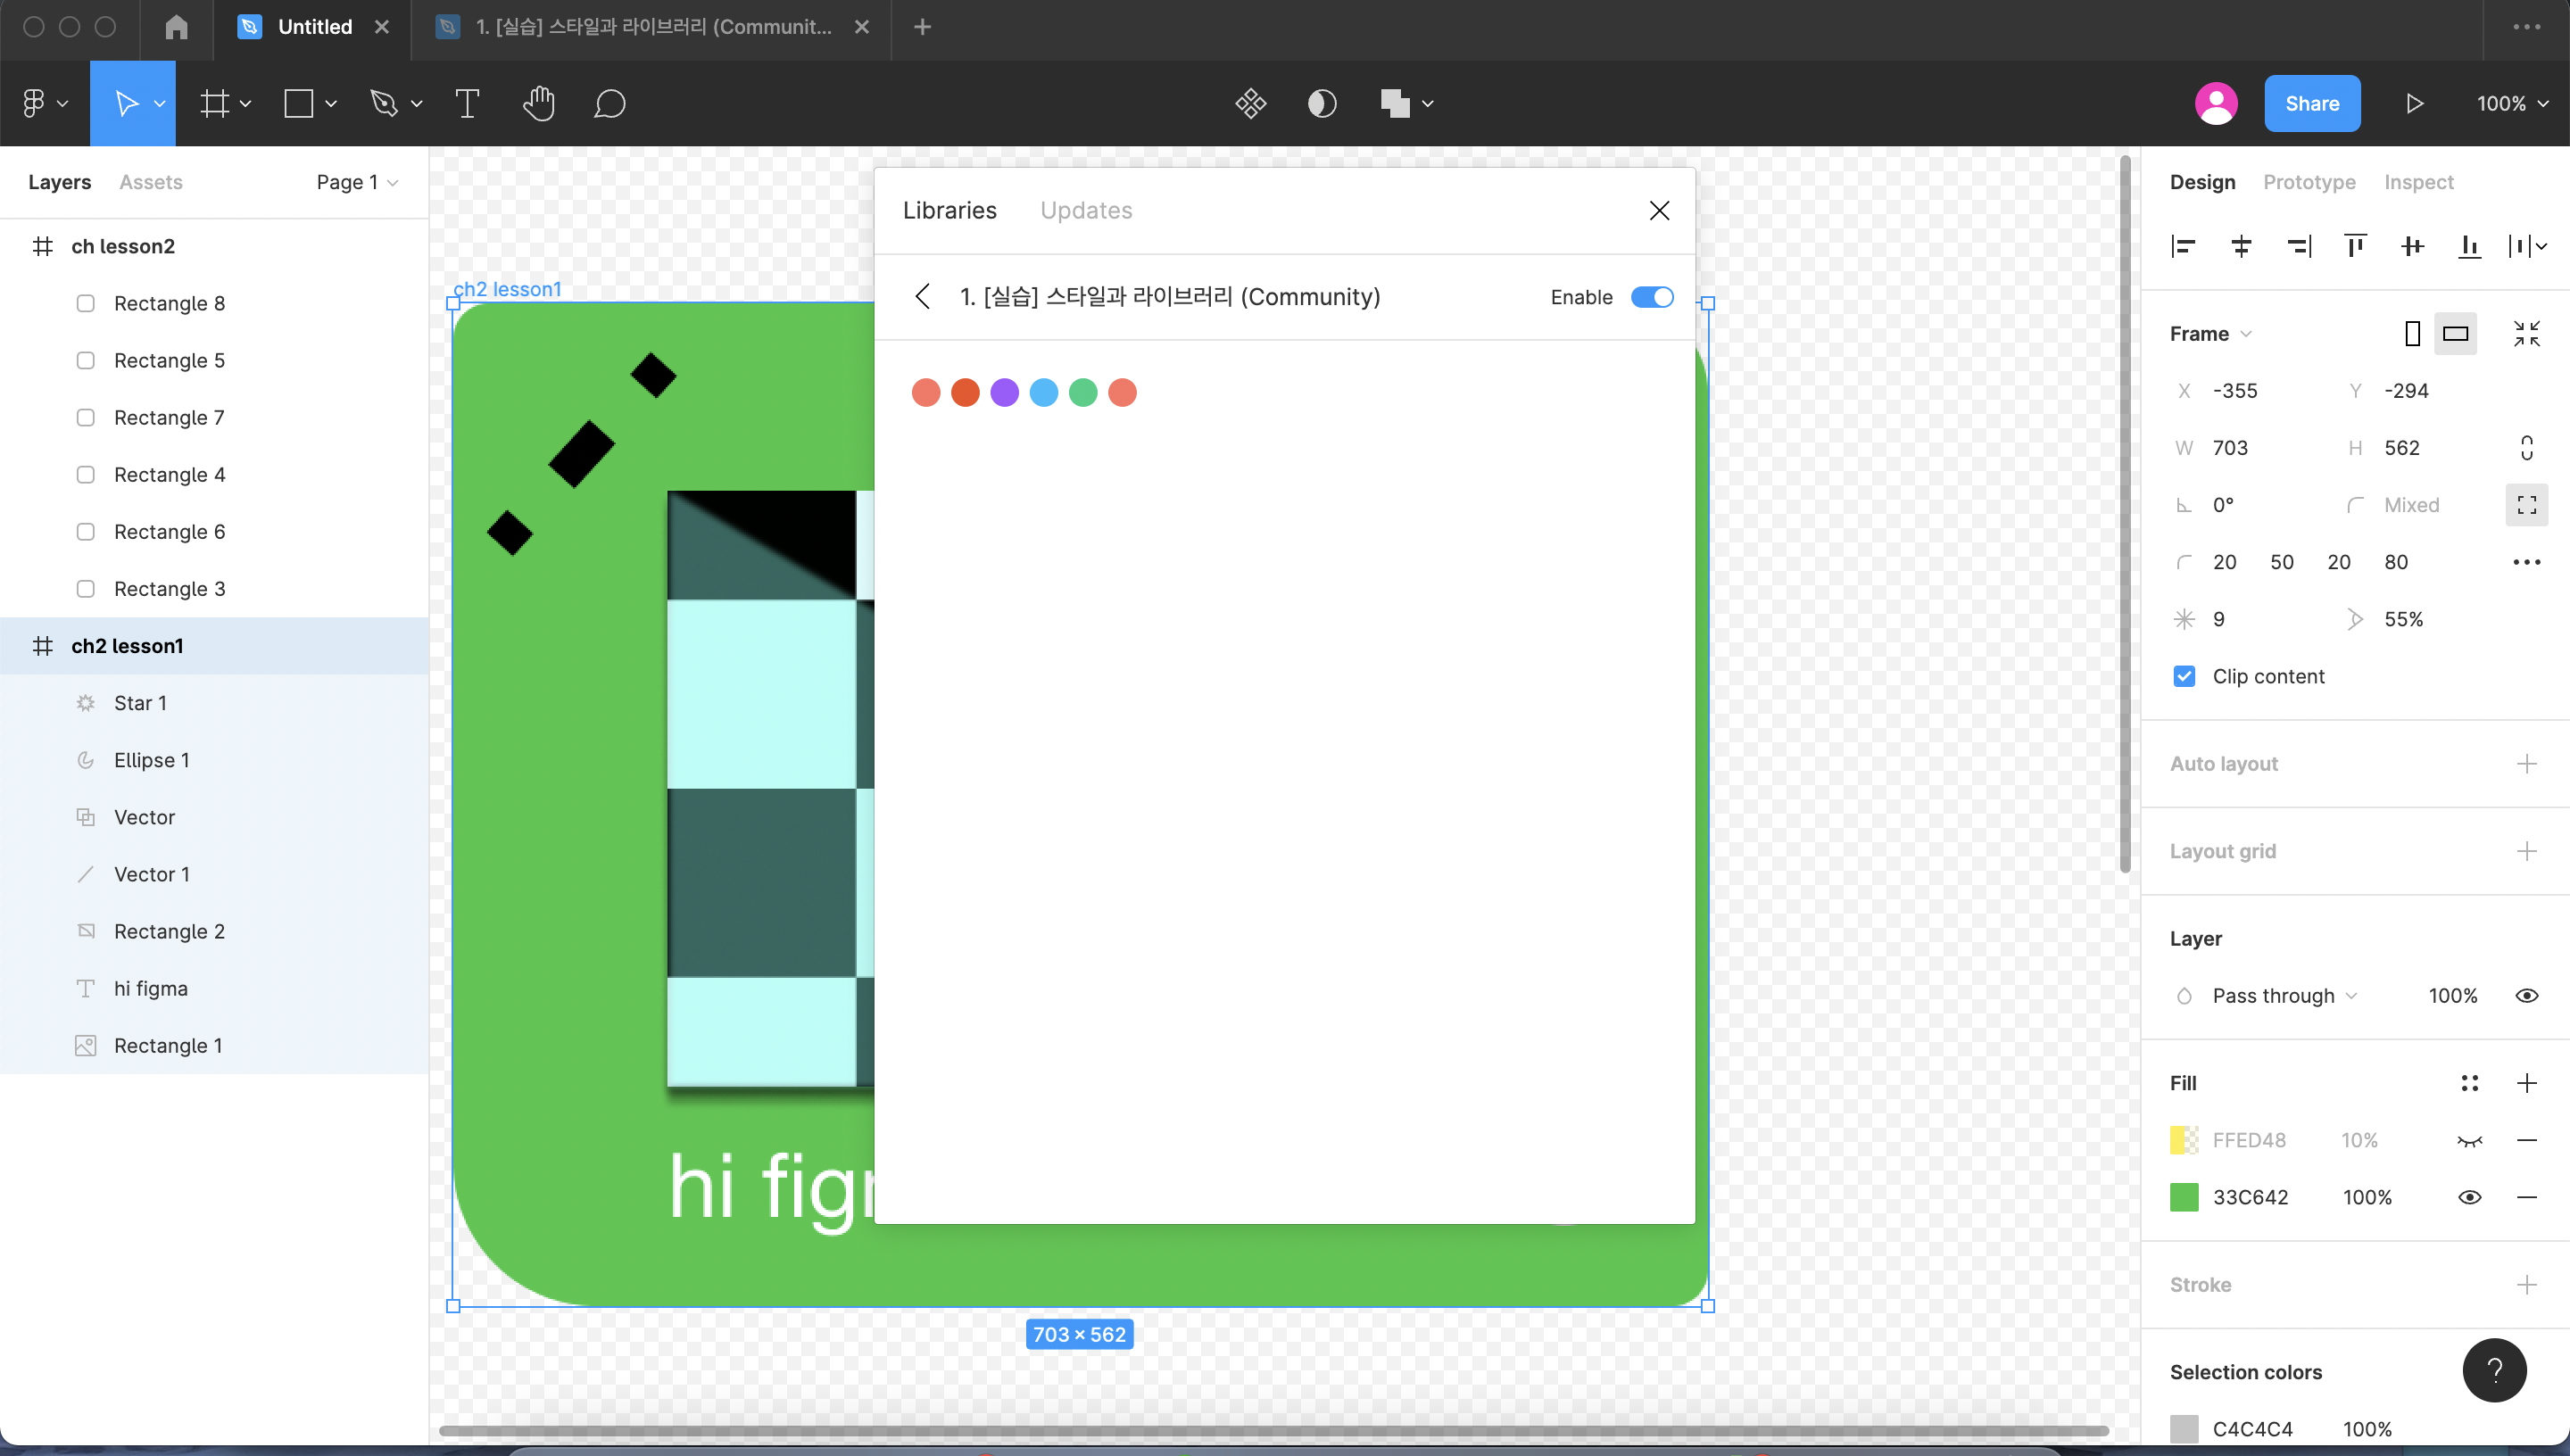 Untitled
1. [실습] 스타일과 라이브러리 (Communit...
Share
100%
Layers
Assets
Page 1
ch lesson2
Rectangle 8
Rectangle 5
Rectangle 7
Rectangle 4
Rectangle 6
Rectangle 3
ch2 lesson1
Star 1
Ellipse 1
Vector
Vector 1
Rectangle 2
hi figma
Rectangle 1
ch2 lesson1
hi
703 × 562
Libraries
Updates
1. [실습] 스타일과 라이브러리 (Community)
Enable
Design
Prototype
Inspect
Frame
X -355 Y -294
W 703 H 562
0° Mixed
20 50 20 80
9 55%
Clip content
Auto layout
Layout grid
Layer
Pass through 100%
Fill
FFED48 10%
33C642 100%
Stroke
Selection colors
?
C4C4C4 100%